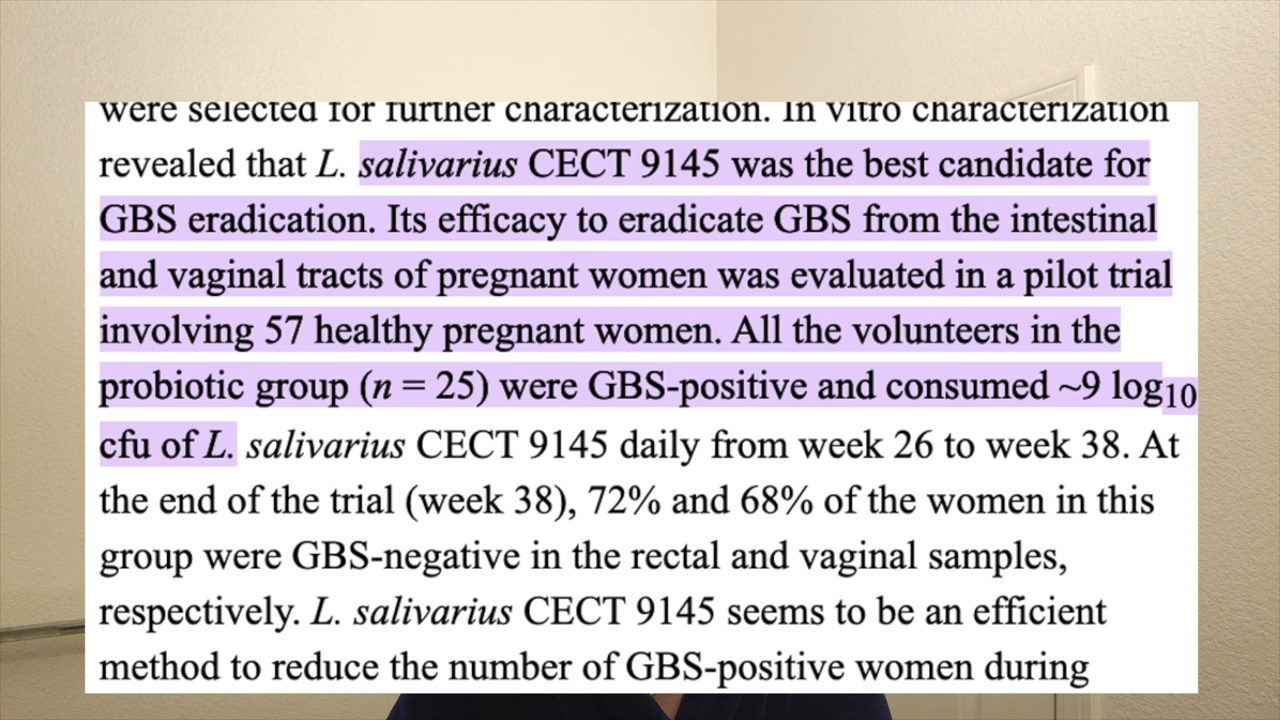 were selected for further characterization. In vitro characterization
revealed that L. salivarius CECT 9145 was the best candidate for
GBS eradication. Its efficacy to eradicate GBS from the intestinal
and vaginal tracts of pregnant women was evaluated in a pilot trial
involving 57 healthy pregnant women. All the volunteers in the
probiotic group (n = 25) were GBS-positive and consumed ~9 log10
cfu of L. salivarius CECT 9145 daily from week 26 to week 38. At
the end of the trial (week 38), 72% and 68% of the women in this
group were GBS-negative in the rectal and vaginal samples,
respectively. L. salivarius CECT 9145 seems to be an efficient
method to reduce the number of GBS-positive women during